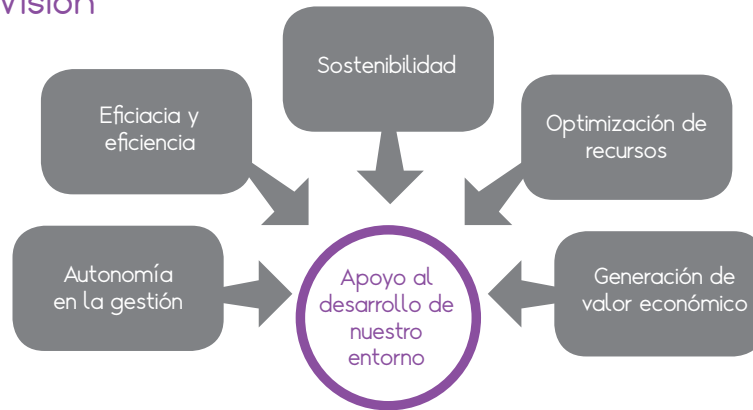 Visión
Sostenibilidad
Eficiacia y
eficiencia
Optimización de
recursos
Autonomía
en la gestión
Apoyo al
desarrollo de
nuestro
entorno
Generación de
valor económico